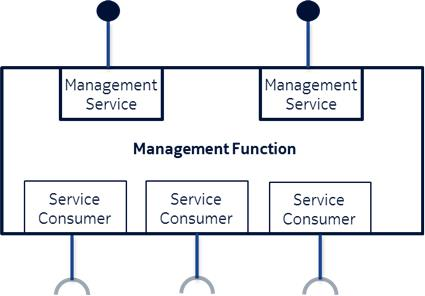 Management
Service
Management
Service
Management Function
Service
Consumer
Service
Consumer
Service
Consumer